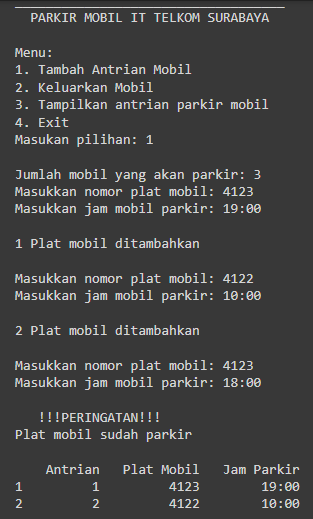 PARKIR MOBIL IT TELKOM SURABAYA
Menu:
1. Tambah Antrian Mobil
2. Keluarkan Mobil
3. Tampilkan antrian parkir mobil
4. Exit
Masukan pilihan: 1
Jumlah mobil yang akan parkir: 3
Masukkan nomor plat mobil: 4123
Masukkan jam mobil parkir: 19:00
1 Plat mobil ditambahkan
Masukkan nomor plat mobil: 4122
Masukkan jam mobil parkir: 10:00
2 Plat mobil ditambahkan
Masukkan nomor plat mobil: 4123
Masukkan jam mobil parkir: 18:00
!!!PERINGATAN!!!
Plat mobil sudah parkir
Antrian Plat Mobil Jam Parkir
1 1 4123 19:00
2 2 4122 10:00